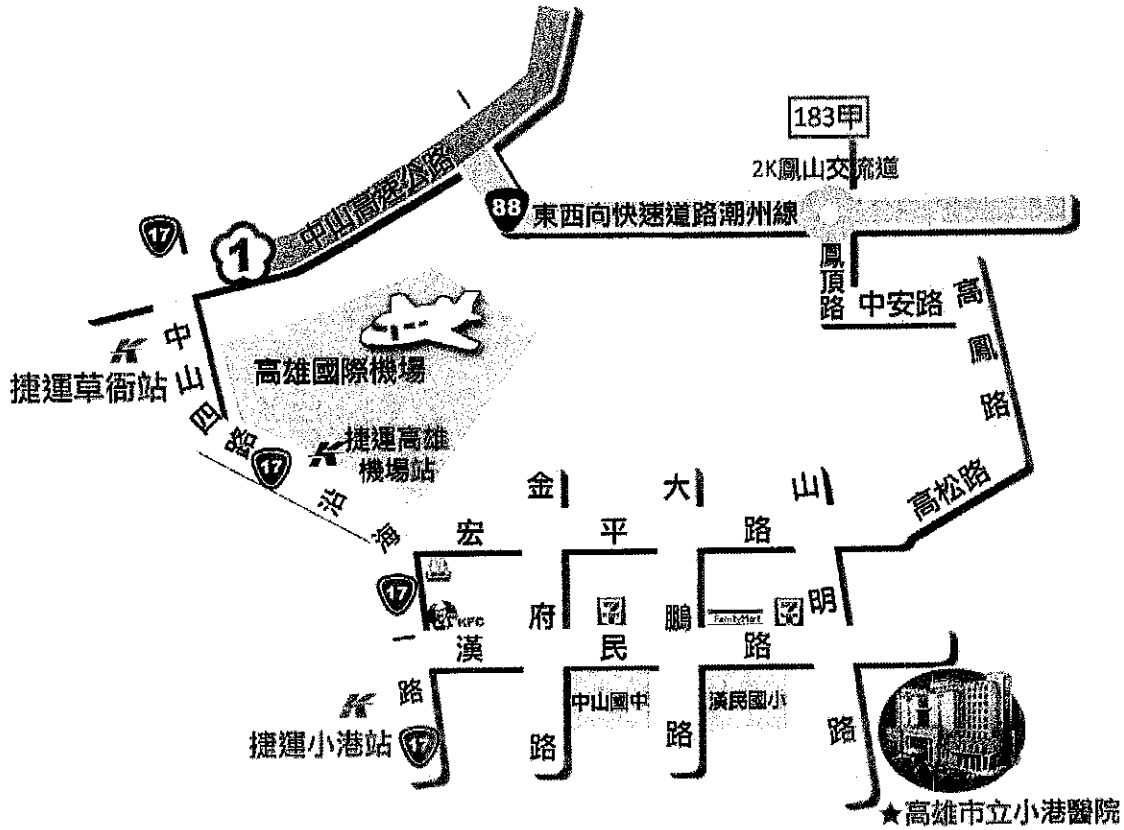 183甲
2K鳳山交流道
中山高速公路
88
東西向快速道路潮州線
17
1
鳳頂路
中安路
高鳳路
高松路
捷運草衙站
中山四路
高雄國際機場
17
捷運高雄
機場站
沿海一路
金府路
大鵬路
山明路
宏平路
17
KFC
7
FamilyMart
7
漢民路
中山國中
漢民國小
捷運小港站
17
★高雄市立小港醫院